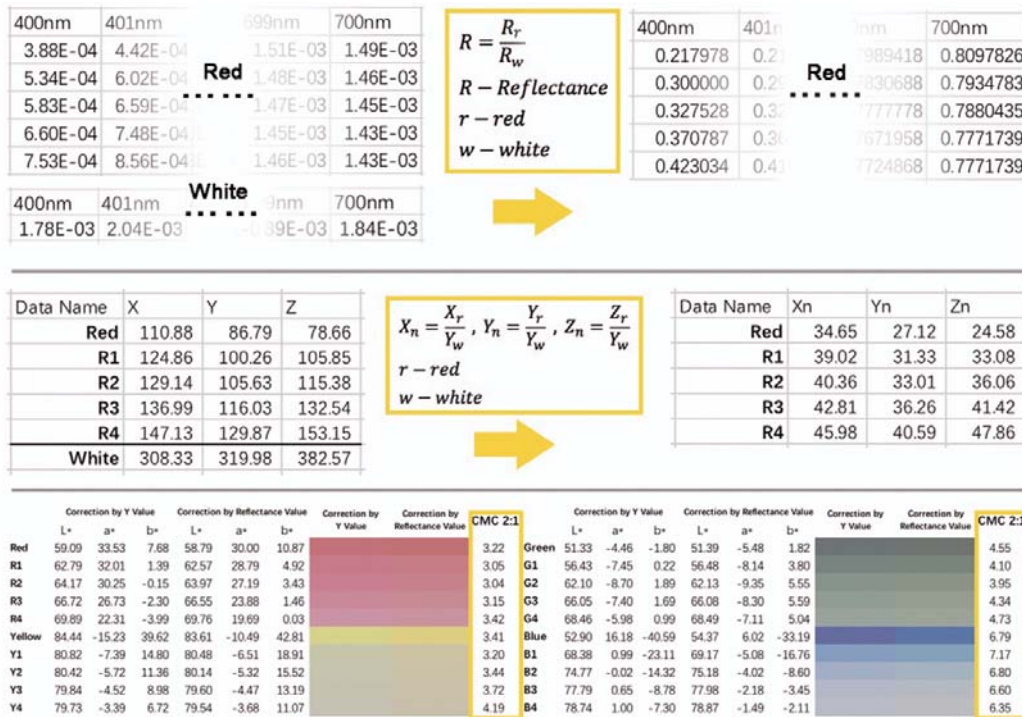 400nm 401nm 699nm 700nm
3.88E-04 4.42E-04 1.51E-03 1.49E-03
5.34E-04 6.02E-04 1.48E-03 1.46E-03
Red
5.83E-04 6.59E-04 1.47E-03 1.45E-03
6.60E-04 7.48E-04 1.45E-03 1.43E-03
7.53E-04 8.56E-04 1.46E-03 1.43E-03
White
400nm 401nm 700nm
1.78E-03 2.04E-03 1.84E-03
R = R_r / R_w
R − Reflectance
r − red
w − white
400nm 700nm
0.217978 0.8097826
0.300000 0.7934783
Red
0.327528 0.7880435
0.370787 0.7771739
0.423034 0.7771739
Data Name X Y Z
Red 110.88 86.79 78.66
R1 124.86 100.26 105.85
R2 129.14 105.63 115.38
R3 136.99 116.03 132.54
R4 147.13 129.87 153.15
White 308.33 319.98 382.57
X_n = X_r / Y_w , Y_n = Y_r / Y_w , Z_n = Z_r / Y_w
r − red
w − white
Data Name Xn Yn Zn
Red 34.65 27.12 24.58
R1 39.02 31.33 33.08
R2 40.36 33.01 36.06
R3 42.81 36.26 41.42
R4 45.98 40.59 47.86
Correction by Y Value Correction by Reflectance Value Correction by Y Value Correction by Reflectance Value CMC 2:1
L* a* b* L* a* b*
Red 59.09 33.53 7.68 58.79 30.00 10.87 3.22
R1 62.79 32.01 1.39 62.57 28.79 4.92 3.05
R2 64.17 30.25 -0.15 63.97 27.19 3.43 3.04
R3 66.72 26.73 -2.30 66.55 23.88 1.46 3.15
R4 69.89 22.31 -3.99 69.76 19.69 0.03 3.42
Yellow 84.44 -15.23 39.62 83.61 -10.49 42.81 3.41
Y1 80.82 -7.39 14.80 80.48 -6.51 18.91 3.20
Y2 80.42 -5.72 11.36 80.14 -5.32 15.52 3.44
Y3 79.84 -4.52 8.98 79.60 -4.47 13.19 3.72
Y4 79.73 -3.39 6.72 79.54 -3.68 11.07 4.19
Correction by Y Value Correction by Reflectance Value Correction by Y Value Correction by Reflectance Value CMC 2:1
L* a* b* L* a* b*
Green 51.33 -4.46 -1.80 51.39 -5.48 1.82 4.55
G1 56.43 -7.45 0.22 56.48 -8.14 3.80 4.10
G2 62.10 -8.70 1.89 62.13 -9.35 5.55 3.95
G3 66.05 -7.40 1.69 66.08 -8.30 5.59 4.34
G4 68.46 -5.98 0.99 68.49 -7.11 5.04 4.73
Blue 52.90 16.18 -40.59 54.37 6.02 -33.19 6.79
B1 68.38 0.99 -23.11 69.17 -5.08 -16.76 7.17
B2 74.77 -0.02 -14.32 75.18 -4.02 -8.60 6.80
B3 77.79 0.65 -8.78 77.98 -2.18 -3.45 6.60
B4 78.74 1.00 -7.30 78.87 -1.49 -2.11 6.35